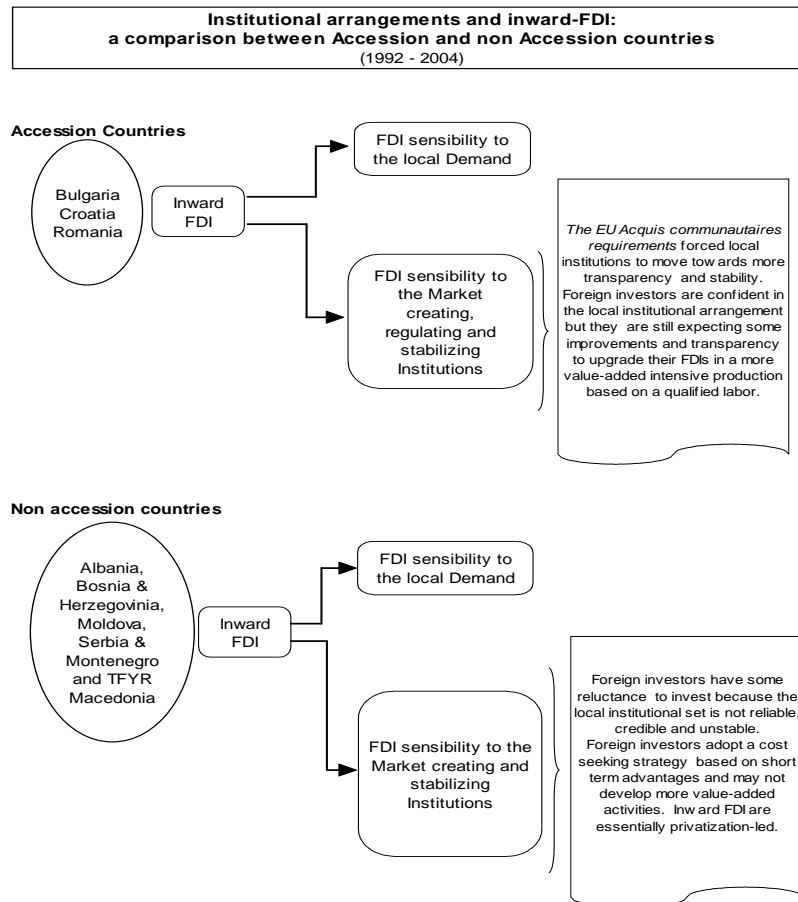 Institutional arrangements and inward-FDI:
a comparison between Accession and non Accession countries
(1992 - 2004)
Accession Countries
Bulgaria
Croatia
Romania
Inward
FDI
FDI sensibility to
the local Demand
FDI sensibility to
the Market
creating,
regulating and
stabilizing
Institutions
The EU Acquis communautaires
requirements forced local
institutions to move towards more
transparency and stability.
Foreign investors are confident in
the local institutional arrangement
but they are still expecting some
improvements and transparency
to upgrade their FDIs in a more
value-added intensive production
based on a qualified labor.
Non accession countries
Albania,
Bosnia &
Herzegovinia,
Moldova,
Serbia &
Montenegro
and TFYR
Macedonia
Inward
FDI
FDI sensibility to
the local Demand
FDI sensibility to the
Market creating and
stabilizing
Institutions
Foreign investors have some
reluctance to invest because the
local institutional set is not reliable,
credible and unstable.
Foreign investors adopt a cost
seeking strategy based on short
term advantages and may not
develop more value-added
activities. Inward FDI are
essentially privatization-led.